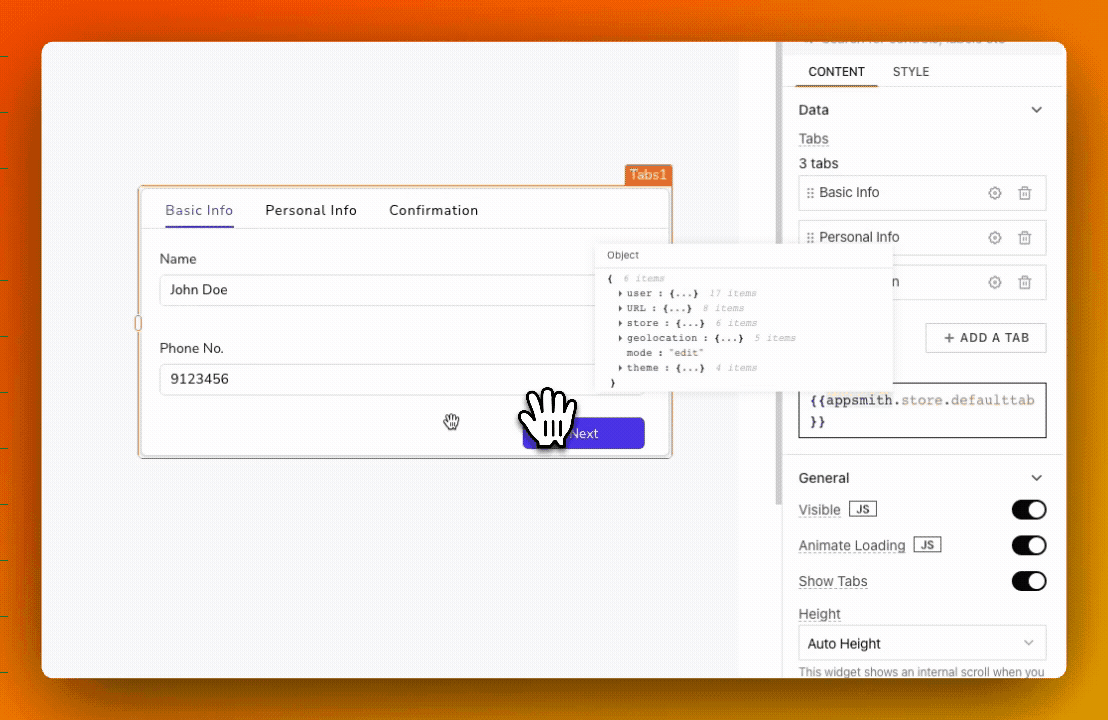 CONTENT STYLE
Data
Tabs
3 tabs
Basic Info
Personal Info
n
+ ADD A TAB
{{appsmith.store.defaulttab
}}
General
Visible JS
Animate Loading JS
Show Tabs
Height
Auto Height
This widget shows an internal scroll when you
Tabs1
Basic Info Personal Info Confirmation
Name
John Doe
Phone No.
9123456
Next
Object
{ 6 items
user : {...} 17 items
URL : {...} 8 items
store : {...} 6 items
geolocation : {...} 5 items
mode : "edit"
theme : {...} 4 items
}